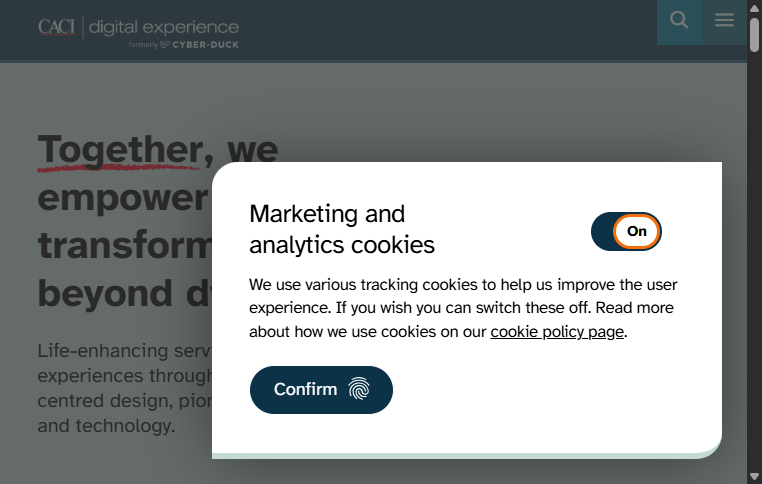 CACI | digital experience
formerly CYBER-DUCK
Together, we
empower
transform
beyond d
Life-enhancing serv
experiences through
centred design, pion
and technology.
Marketing and
analytics cookies
On
We use various tracking cookies to help us improve the user
experience. If you wish you can switch these off. Read more
about how we use cookies on our cookie policy page.
Confirm